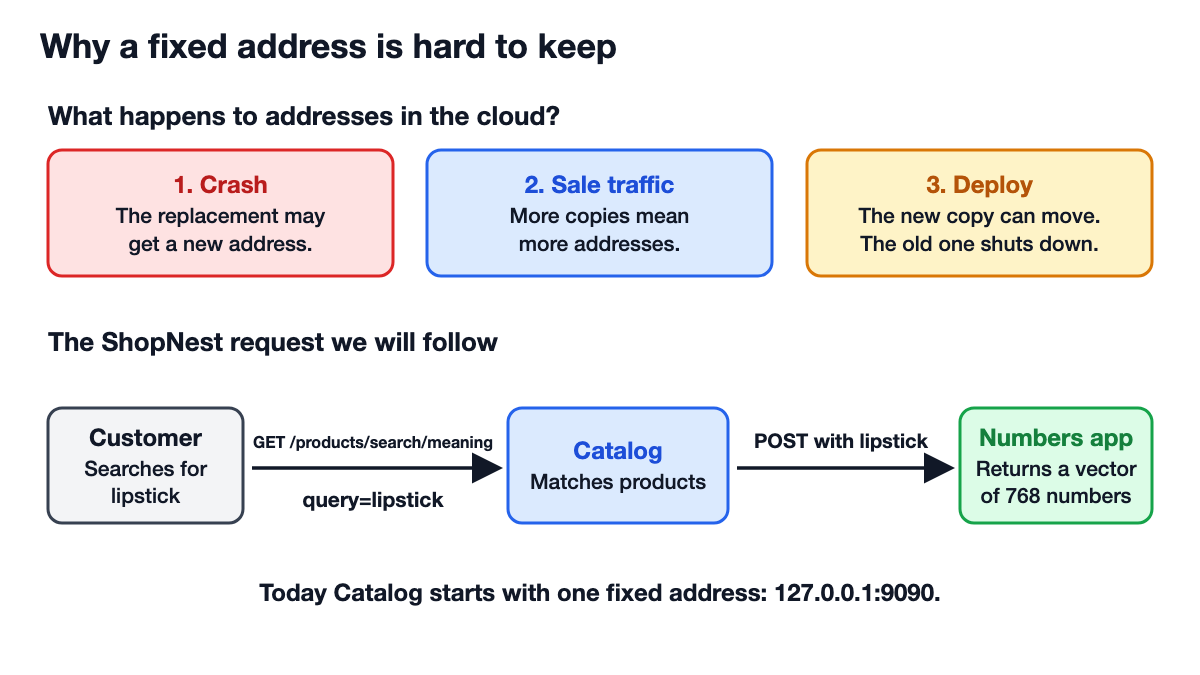 Why a fixed address is hard to keep
What happens to addresses in the cloud?
1. Crash
The replacement may
get a new address.
2. Sale traffic
More copies mean
more addresses.
3. Deploy
The new copy can move.
The old one shuts down.
The ShopNest request we will follow
Customer
Searches for
lipstick
GET /products/search/meaning
query=lipstick
Catalog
Matches products
POST with lipstick
Numbers app
Returns a vector
of 768 numbers
Today Catalog starts with one fixed address: 127.0.0.1:9090.